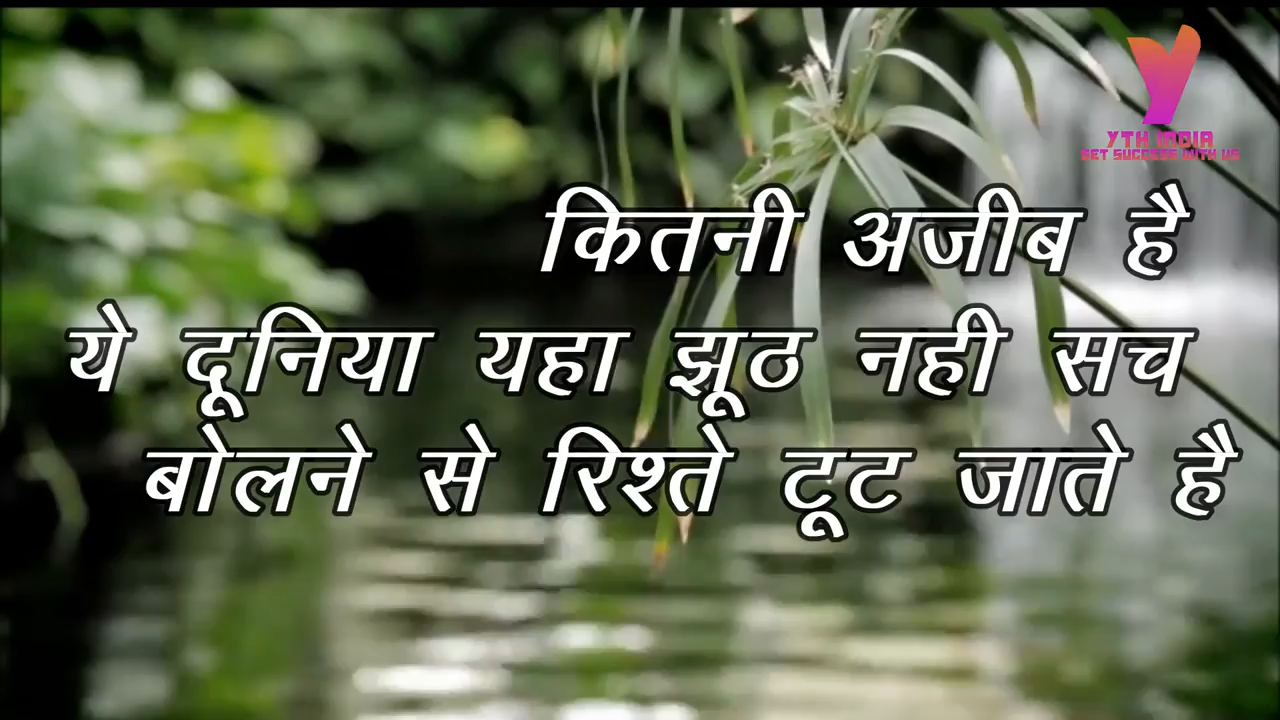 YTH INDIA
GET SUCCESS WITH US
कितनी अजीब है
ये दूनिया यहा झूठ नही सच
बोलने से रिश्ते टूट जाते है